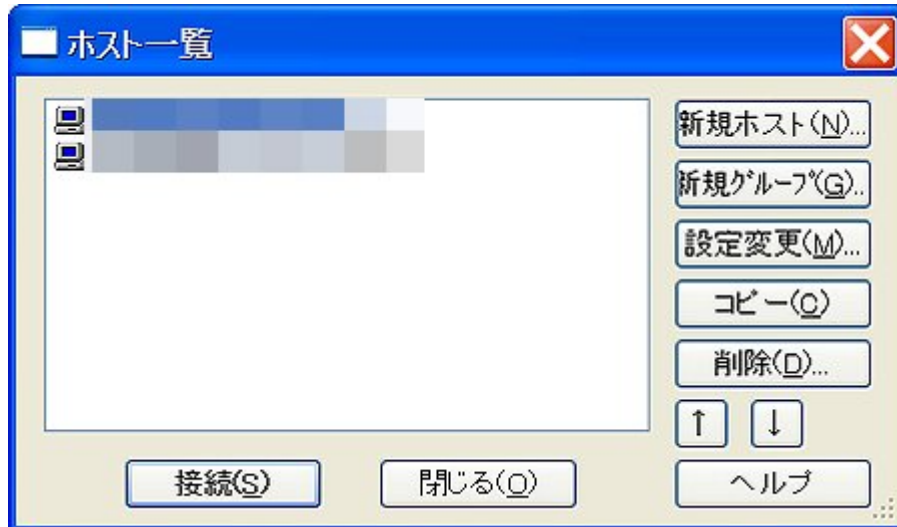 ホスト一覧
新規ホスト(N)...
新規ｸﾞﾙｰﾌﾟ(G)..
設定変更(M)...
コピー(C)
削除(D)...
↑ ↓
接続(S) 閉じる(O) ヘルプ